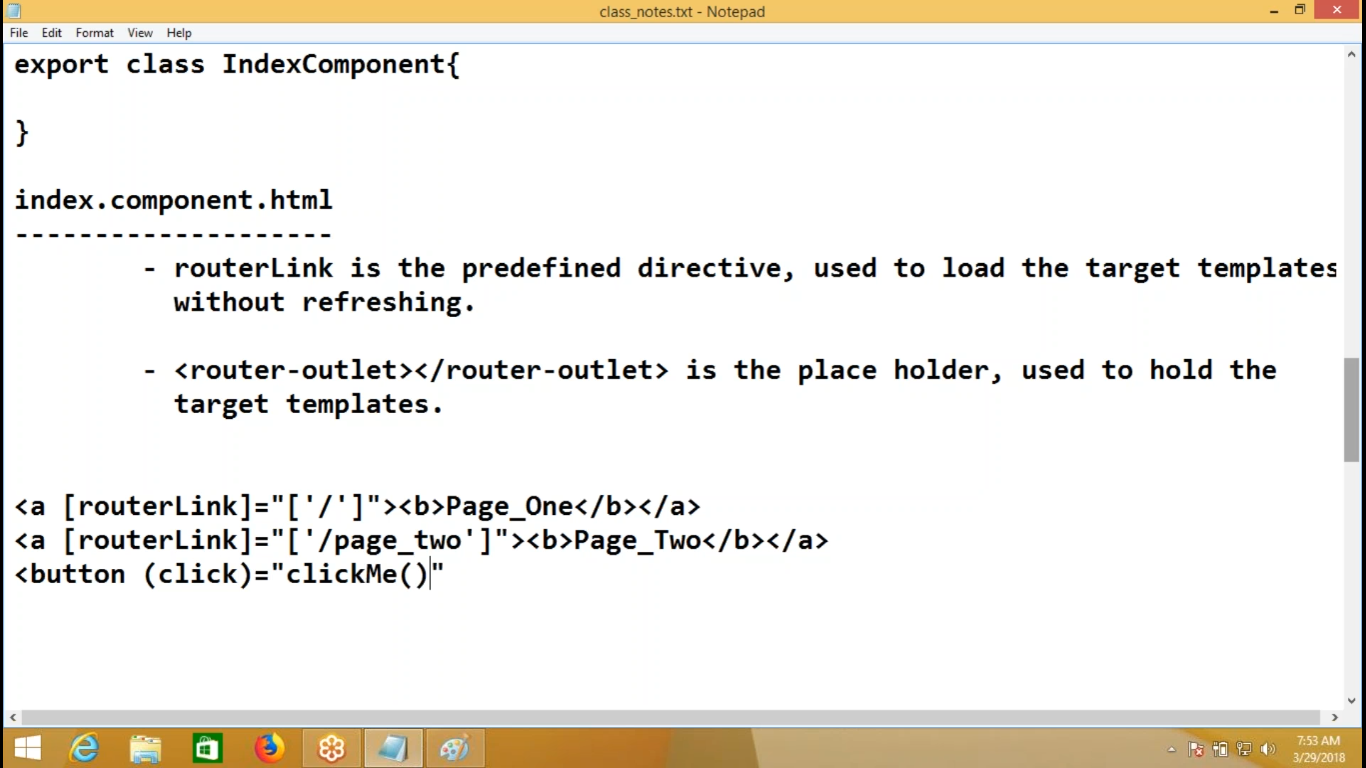 class_notes.txt - Notepad
File Edit Format View Help
export class IndexComponent{
}
index.component.html
--------------------
- routerLink is the predefined directive, used to load the target templates
without refreshing.
- <router-outlet></router-outlet> is the place holder, used to hold the
target templates.
<a [routerLink]="['/']"><b>Page_One</b></a>
<a [routerLink]="['/page_two']"><b>Page_Two</b></a>
<button (click)="clickMe()"
7:53 AM
3/29/2018